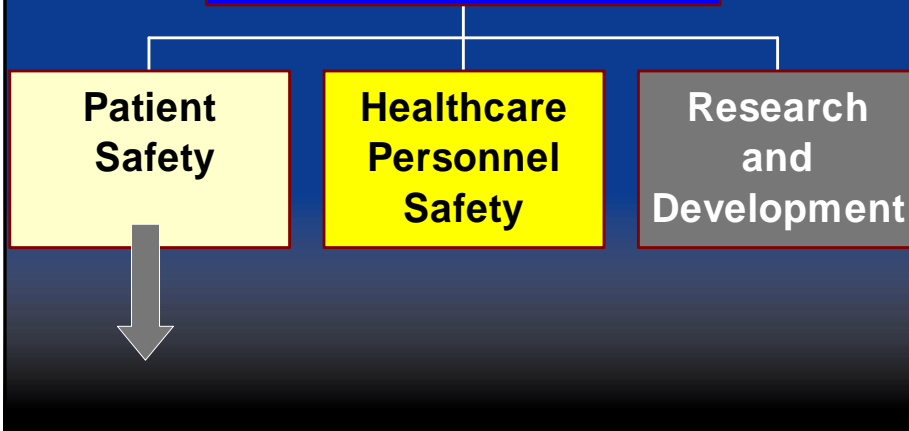 Patient
Safety
Healthcare
Personnel
Safety
Research
and
Development